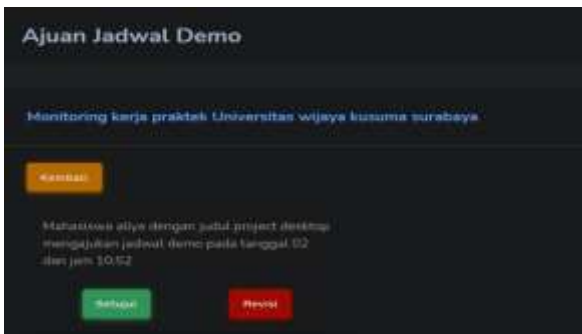 Ajuan Jadwal Demo
Monitoring kerja praktek Universitas wijaya kusuma surabaya
Kembali
Mahasiswa aliya dengan judul project desktop
mengajukan jadwal demo pada tanggal 02
dan jam 10:52
Setujui
Revisi